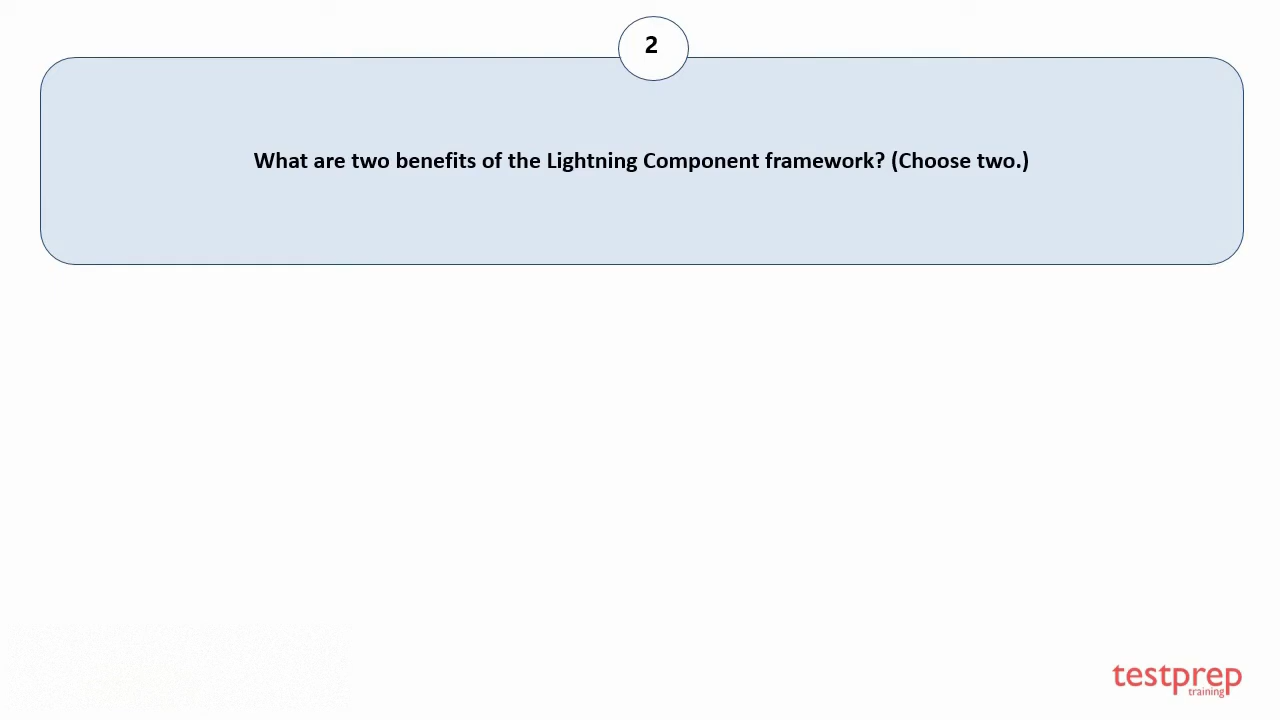 2
What are two benefits of the Lightning Component framework? (Choose two.)
testprep
training